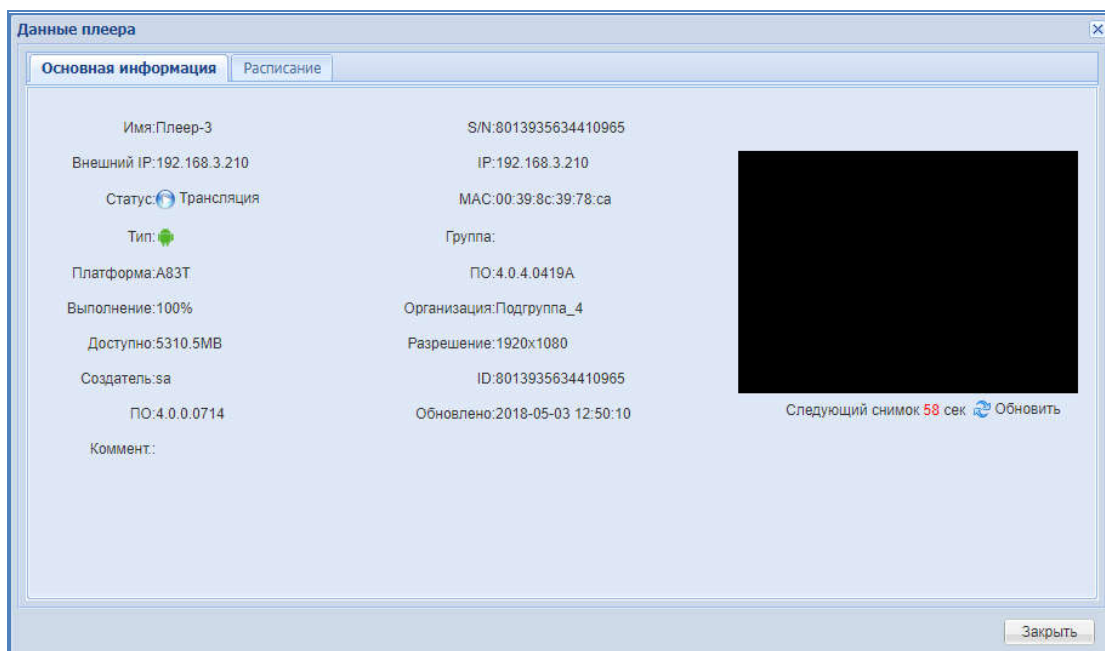 Данные плеера
Основная информация Расписание
Имя:Плеер-3 S/N:8013935634410965
Внешний IP:192.168.3.210 IP:192.168.3.210
Статус: Трансляция MAC:00:39:8c:39:78:ca
Тип: Группа:
Платформа:A83T ПО:4.0.4.0419A
Выполнение:100% Организация:Подгруппа_4
Доступно:5310.5MB Разрешение:1920x1080
Создатель:sa ID:8013935634410965
ПО:4.0.0.0714 Обновлено:2018-05-03 12:50:10
Следующий снимок 58 сек Обновить
Коммент.:
Закрыть